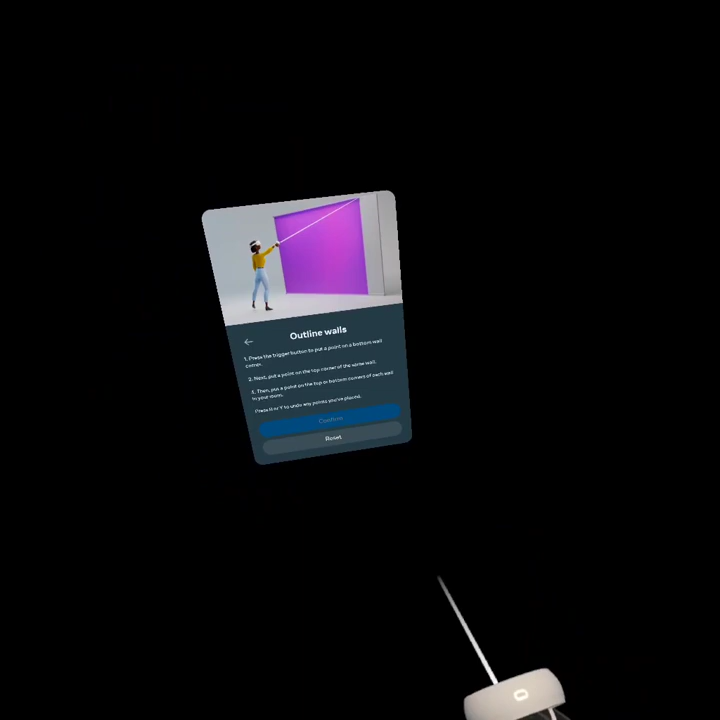 Outline walls
1. Press the trigger button to put a point on a bottom wall
corner.
2. Next, put a point on the top corner of the same wall.
3. Then, put a point on the top or bottom corners of each wall
in your room.
Press B or Y to undo any points you've placed.
Confirm
Reset